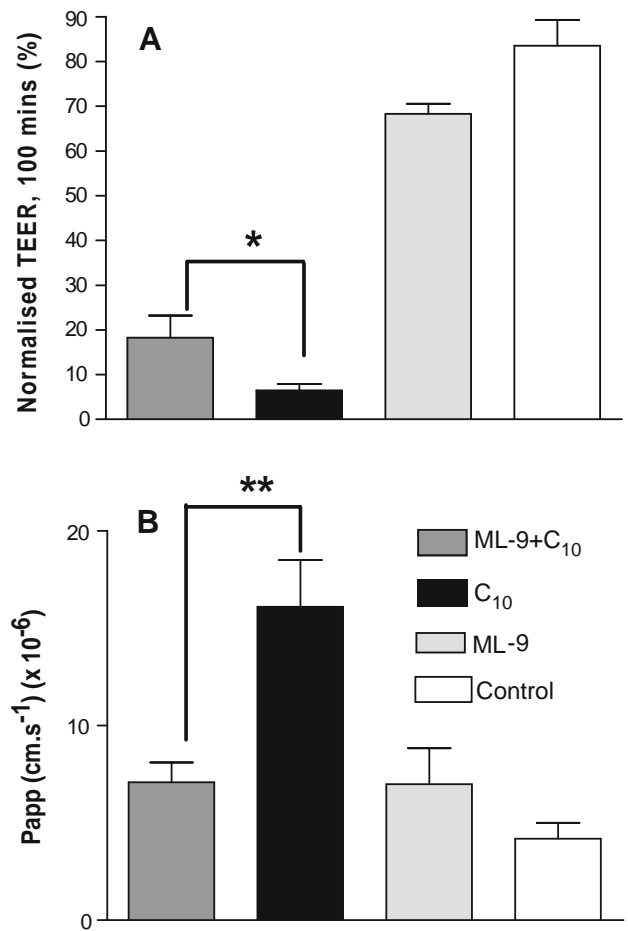 A
Normalised TEER, 100 mins (%)
90
80
70
60
50
40
30
20
10
0
*
B
Papp (cm.s⁻¹) (x 10⁻⁶)
20
10
0
**
ML-9+C₁₀
C₁₀
ML-9
Control